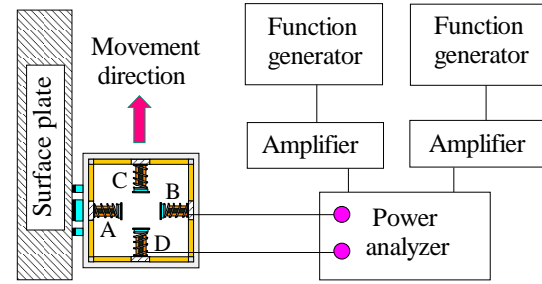 Surface plate
Movement
direction
C
B
A
D
Function
generator
Function
generator
Amplifier
Amplifier
Power
analyzer